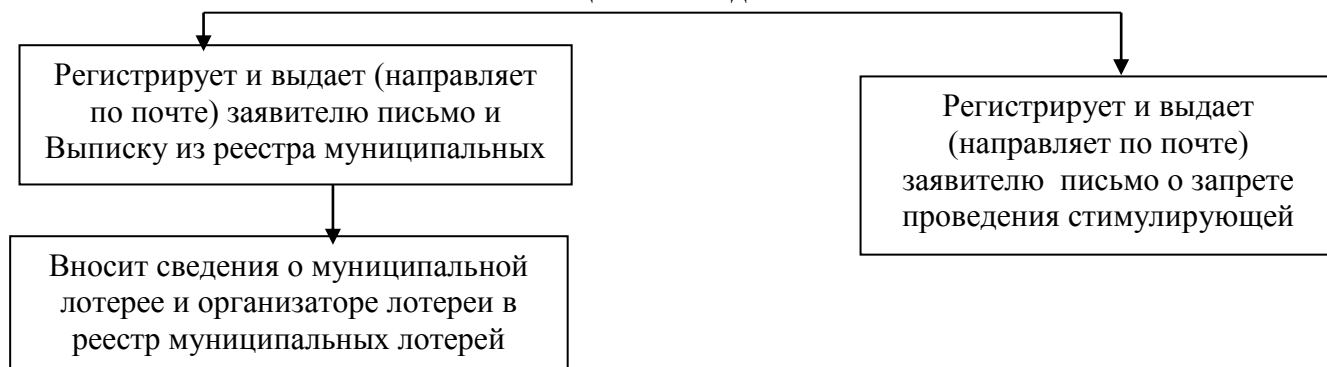 Регистрирует и выдает (направляет
по почте) заявителю письмо и
Выписку из реестра муниципальных
Регистрирует и выдает
(направляет по почте)
заявителю письмо о запрете
проведения стимулирующей
Вносит сведения о муниципальной
лотерее и организаторе лотереи в
реестр муниципальных лотерей